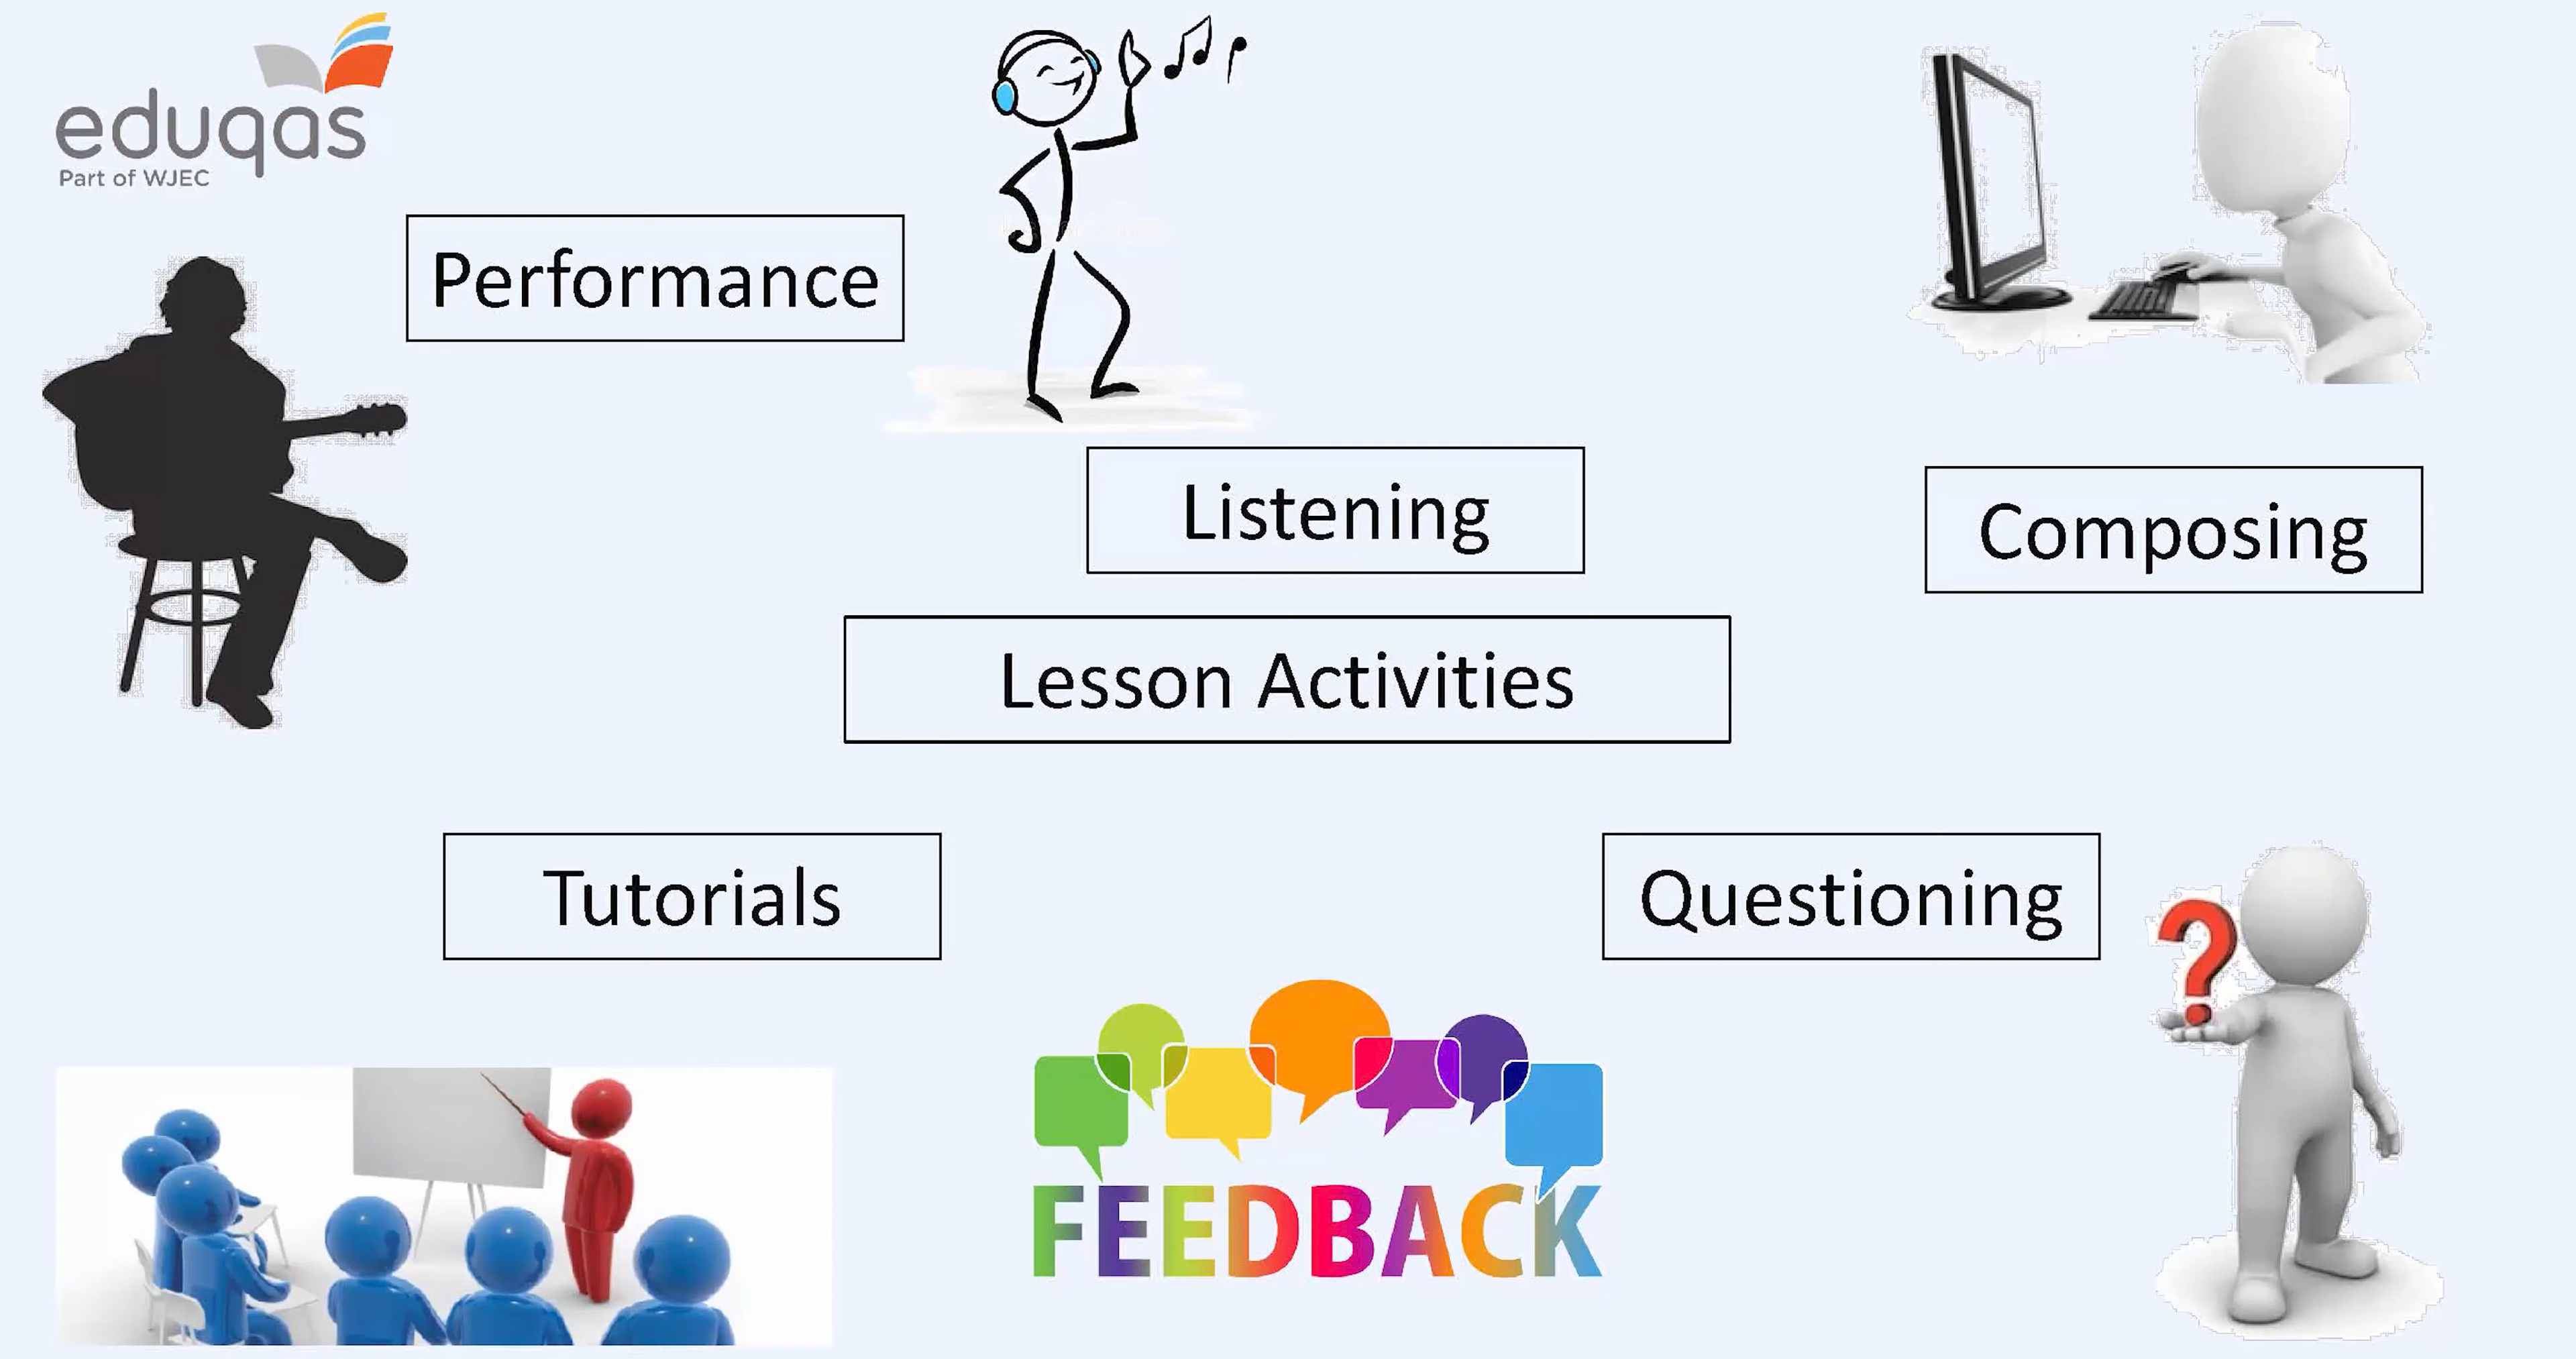 eduqas
Part of WJEC
Performance
Listening
Composing
Lesson Activities
Tutorials
Questioning
FEEDBACK